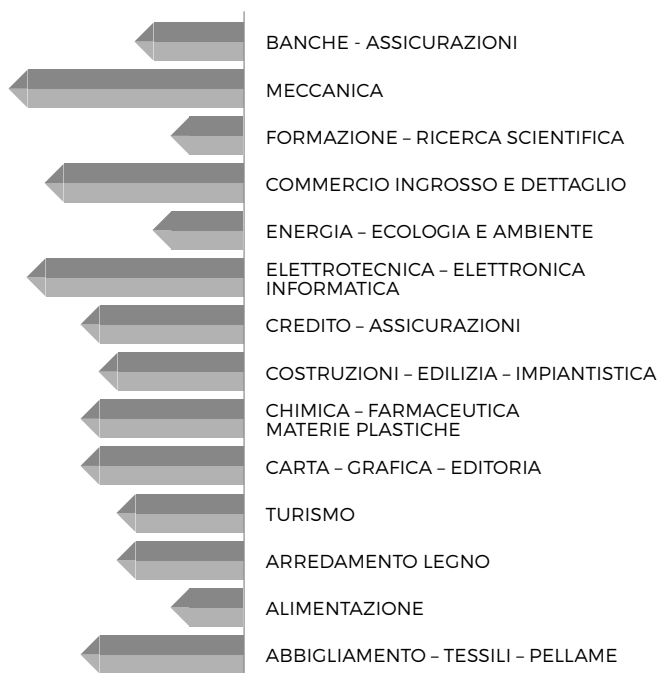 BANCHE - ASSICURAZIONI
MECCANICA
FORMAZIONE – RICERCA SCIENTIFICA
COMMERCIO INGROSSO E DETTAGLIO
ENERGIA – ECOLOGIA E AMBIENTE
ELETTROTECNICA – ELETTRONICA
INFORMATICA
CREDITO – ASSICURAZIONI
COSTRUZIONI – EDILIZIA – IMPIANTISTICA
CHIMICA – FARMACEUTICA
MATERIE PLASTICHE
CARTA – GRAFICA – EDITORIA
TURISMO
ARREDAMENTO LEGNO
ALIMENTAZIONE
ABBIGLIAMENTO – TESSILI – PELLAME